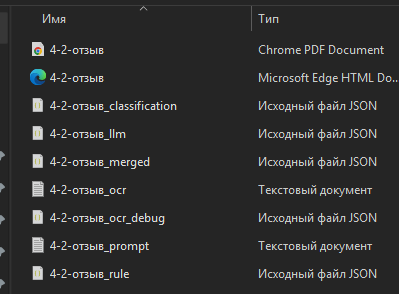 Имя Тип
4-2-отзыв Chrome PDF Document
4-2-отзыв Microsoft Edge HTML Do...
4-2-отзыв_classification Исходный файл JSON
4-2-отзыв_llm Исходный файл JSON
4-2-отзыв_merged Исходный файл JSON
4-2-отзыв_ocr Текстовый документ
4-2-отзыв_ocr_debug Исходный файл JSON
4-2-отзыв_prompt Текстовый документ
4-2-отзыв_rule Исходный файл JSON